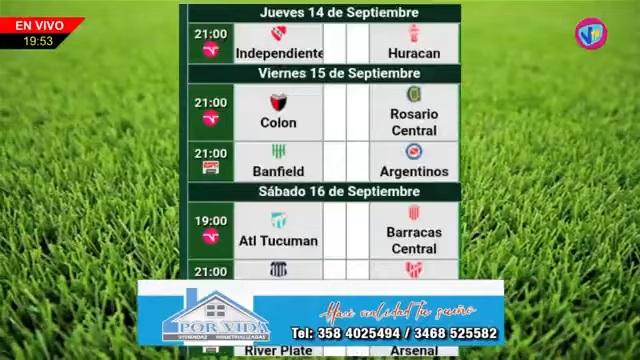 EN VIVO
19:53
Jueves 14 de Septiembre
21:00
Independiente
Huracan
Viernes 15 de Septiembre
21:00
Colon
Rosario
Central
21:00
Banfield
Argentinos
Sábado 16 de Septiembre
19:00
Atl Tucuman
Barracas
Central
21:00
POR VIDA
VIVIENDAS INDUSTRIALIZADAS
Hacé realidad tu sueño
Tel: 358 4025494 / 3468 525582
River Plate
Arsenal